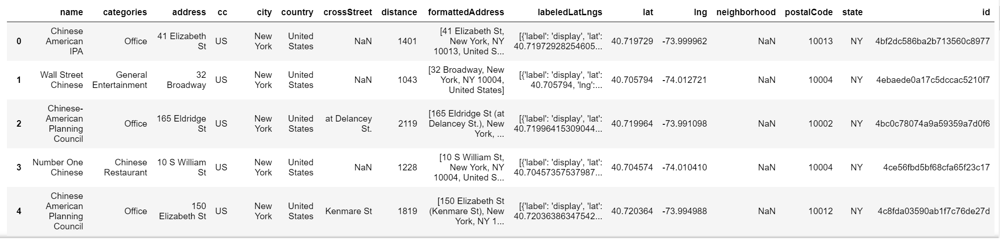 name categories address cc city country crossStreet distance formattedAddress labeledLatLngs lat lng neighborhood postalCode state id
0 Chinese American IPA Office 41 Elizabeth St US New York United States NaN 1401 [41 Elizabeth St, New York, NY 10013, United S... [{'label': 'display', 'lat': 40.71972928254605... 40.719729 -73.999962 NaN 10013 NY 4bf2dc586ba2b713560c8977
1 Wall Street Chinese General Entertainment 32 Broadway US New York United States NaN 1043 [32 Broadway, New York, NY 10004, United States] [{'label': 'display', 'lat': 40.705794, 'lng':... 40.705794 -74.012721 NaN 10004 NY 4ebaede0a17c5dccac5210f7
2 Chinese-American Planning Council Office 165 Eldridge St US New York United States at Delancey St. 2119 [165 Eldridge St (at Delancey St.), New York, ... [{'label': 'display', 'lat': 40.71996415309044... 40.719964 -73.991098 NaN 10002 NY 4bc0c78074a9a59359a7d0f6
3 Number One Chinese Chinese Restaurant 10 S William St US New York United States NaN 1228 [10 S William St, New York, NY 10004, United S... [{'label': 'display', 'lat': 40.70457357537987... 40.704574 -74.010410 NaN 10004 NY 4ce56fbd5bf68cfa65f23c17
4 Chinese American Planning Council Office 150 Elizabeth St US New York United States Kenmare St 1819 [150 Elizabeth St (Kenmare St), New York, NY 1... [{'label': 'display', 'lat': 40.72036386347542... 40.720364 -73.994988 NaN 10012 NY 4c8fda03590ab1f7c76de27d